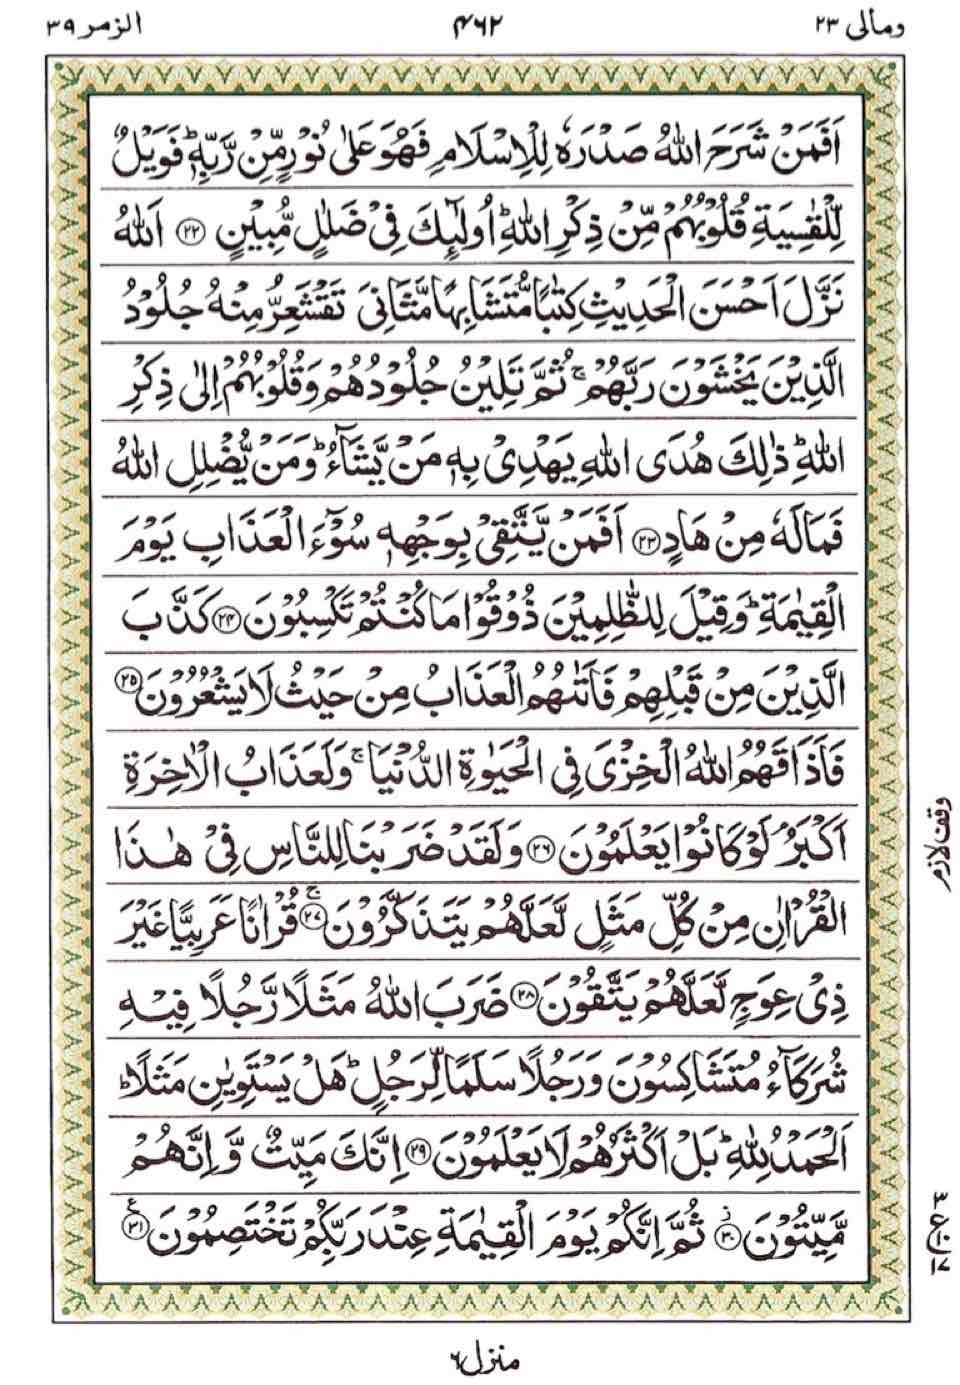 ومألى ٢٣ ٤٦٢ الزمر ٣٩
اَفَمَنْ شَرَحَ اللّٰهُ صَدْرَهٗ لِلْاِسْلَامِ فَهُوَ عَلٰى نُوْرٍ مِّنْ رَّبِّهٖ ؕ فَوَيْلٌ
لِّلْقٰسِيَةِ قُلُوْبُهُمْ مِّنْ ذِكْرِ اللّٰهِ ؕ اُولٰٓئِكَ فِىْ ضَلٰلٍ مُّبِيْنٍ ﴿٢٢﴾ اَللّٰهُ
نَزَّلَ اَحْسَنَ الْحَدِيْثِ كِتٰبًا مُّتَشَابِهًا مَّثَانِىَ تَقْشَعِرُّ مِنْهُ جُلُوْدُ
الَّذِيْنَ يَخْشَوْنَ رَبَّهُمْ ۚ ثُمَّ تَلِيْنُ جُلُوْدُهُمْ وَقُلُوْبُهُمْ اِلٰى ذِكْرِ
اللّٰهِ ؕ ذٰلِكَ هُدَى اللّٰهِ يَهْدِىْ بِهٖ مَنْ يَّشَآءُ ؕ وَمَنْ يُّضْلِلِ اللّٰهُ
فَمَا لَهٗ مِنْ هَادٍ ﴿٢٣﴾ اَفَمَنْ يَّتَّقِىْ بِوَجْهِهٖ سُوْٓءَ الْعَذَابِ يَوْمَ
الْقِيٰمَةِ ؕ وَقِيْلَ لِلظّٰلِمِيْنَ ذُوْقُوْا مَا كُنْتُمْ تَكْسِبُوْنَ ﴿٢٤﴾ كَذَّبَ
الَّذِيْنَ مِنْ قَبْلِهِمْ فَاَتٰىهُمُ الْعَذَابُ مِنْ حَيْثُ لَا يَشْعُرُوْنَ ﴿٢٥﴾
فَاَذَاقَهُمُ اللّٰهُ الْخِزْىَ فِى الْحَيٰوةِ الدُّنْيَا ۚ وَلَعَذَابُ الْاٰخِرَةِ
اَكْبَرُ ۘ لَوْ كَانُوْا يَعْلَمُوْنَ ﴿٢٦﴾ وَلَقَدْ ضَرَبْنَا لِلنَّاسِ فِىْ هٰذَا
الْقُرْاٰنِ مِنْ كُلِّ مَثَلٍ لَّعَلَّهُمْ يَتَذَكَّرُوْنَ ۚ﴿٢٧﴾ قُرْاٰنًا عَرَبِيًّا غَيْرَ
ذِىْ عِوَجٍ لَّعَلَّهُمْ يَتَّقُوْنَ ﴿٢٨﴾ ضَرَبَ اللّٰهُ مَثَلًا رَّجُلًا فِيْهِ
شُرَكَآءُ مُتَشٰكِسُوْنَ وَرَجُلًا سَلَمًا لِّرَجُلٍ ؕ هَلْ يَسْتَوِيٰنِ مَثَلًا ؕ
اَلْحَمْدُ لِلّٰهِ ؕ بَلْ اَكْثَرُهُمْ لَا يَعْلَمُوْنَ ﴿٢٩﴾ اِنَّكَ مَيِّتٌ وَّاِنَّهُمْ
مَّيِّتُوْنَ ؗ﴿٣٠﴾ ثُمَّ اِنَّكُمْ يَوْمَ الْقِيٰمَةِ عِنْدَ رَبِّكُمْ تَخْتَصِمُوْنَ ﴿٣١﴾ ع
وقف لازم
٣ ع ١٠ ١٧
منزل ٦